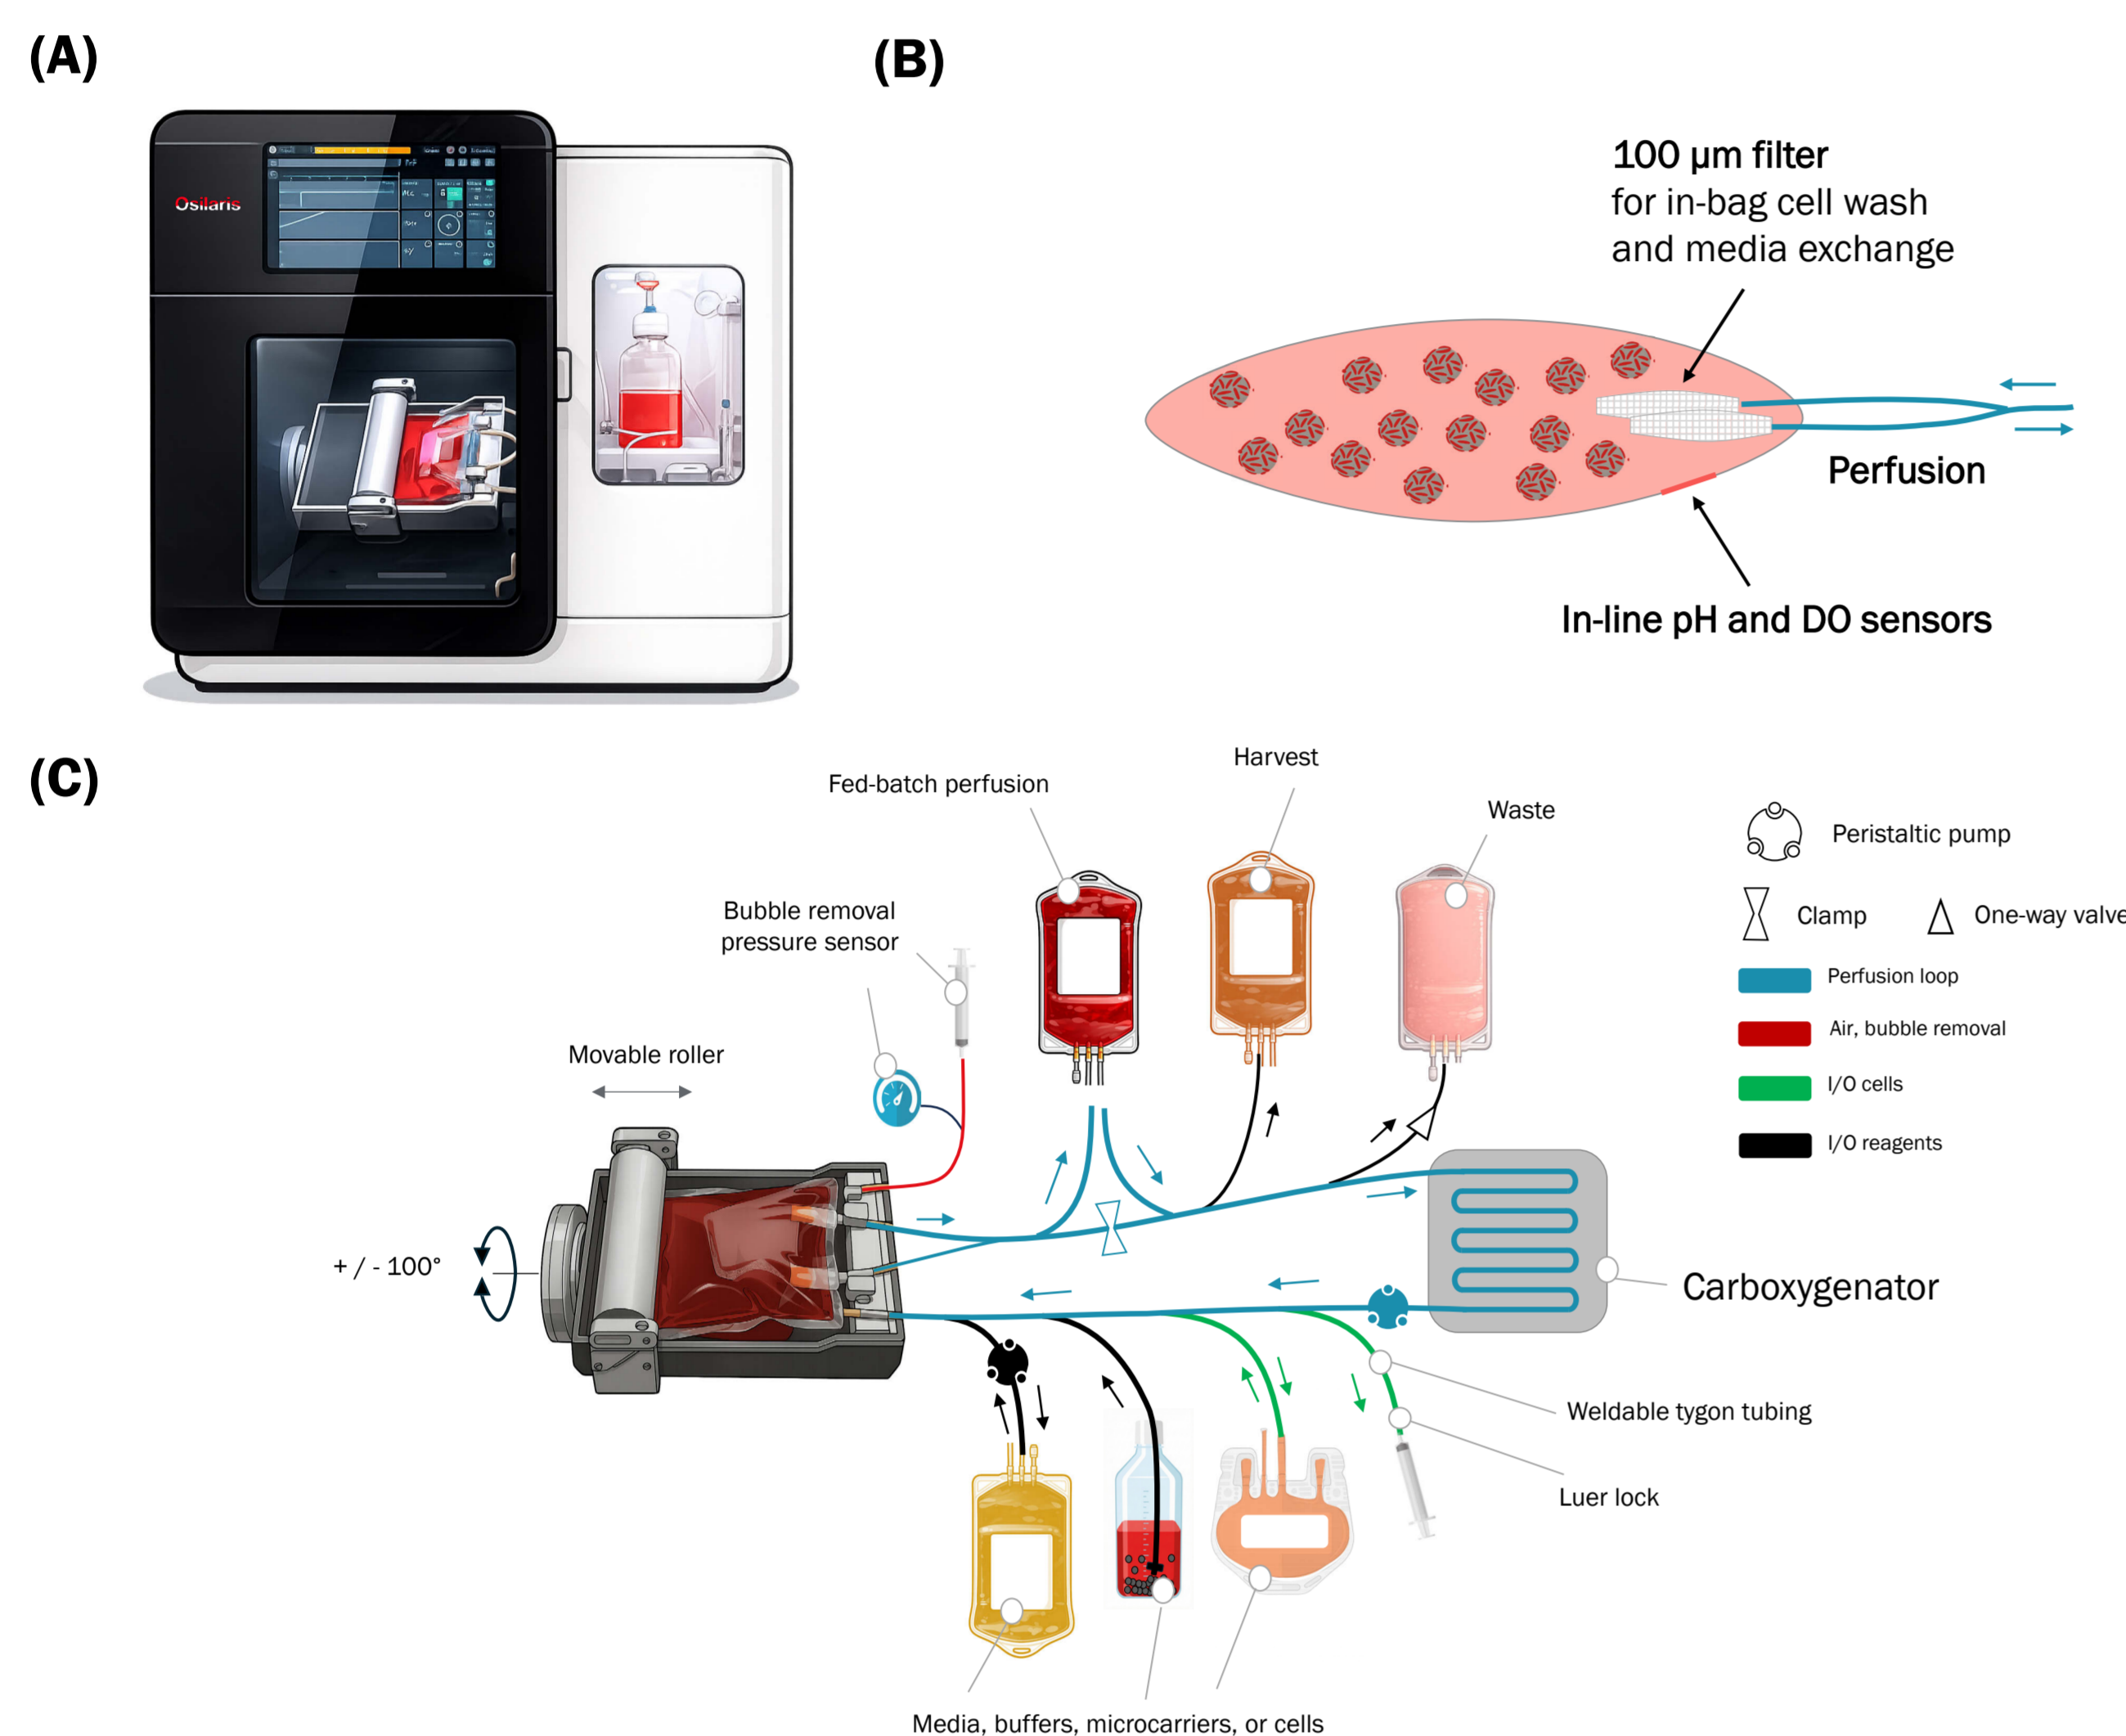 (A)
Osilaris
(B)
100 µm filter
for in-bag cell wash
and media exchange
Perfusion
In-line pH and DO sensors
(C)
Fed-batch perfusion
Harvest
Waste
Bubble removal
pressure sensor
Movable roller
+ / - 100°
Peristaltic pump
Clamp
One-way valve
Perfusion loop
Air, bubble removal
I/O cells
I/O reagents
Carboxygenator
Weldable tygon tubing
Luer lock
Media, buffers, microcarriers, or cells